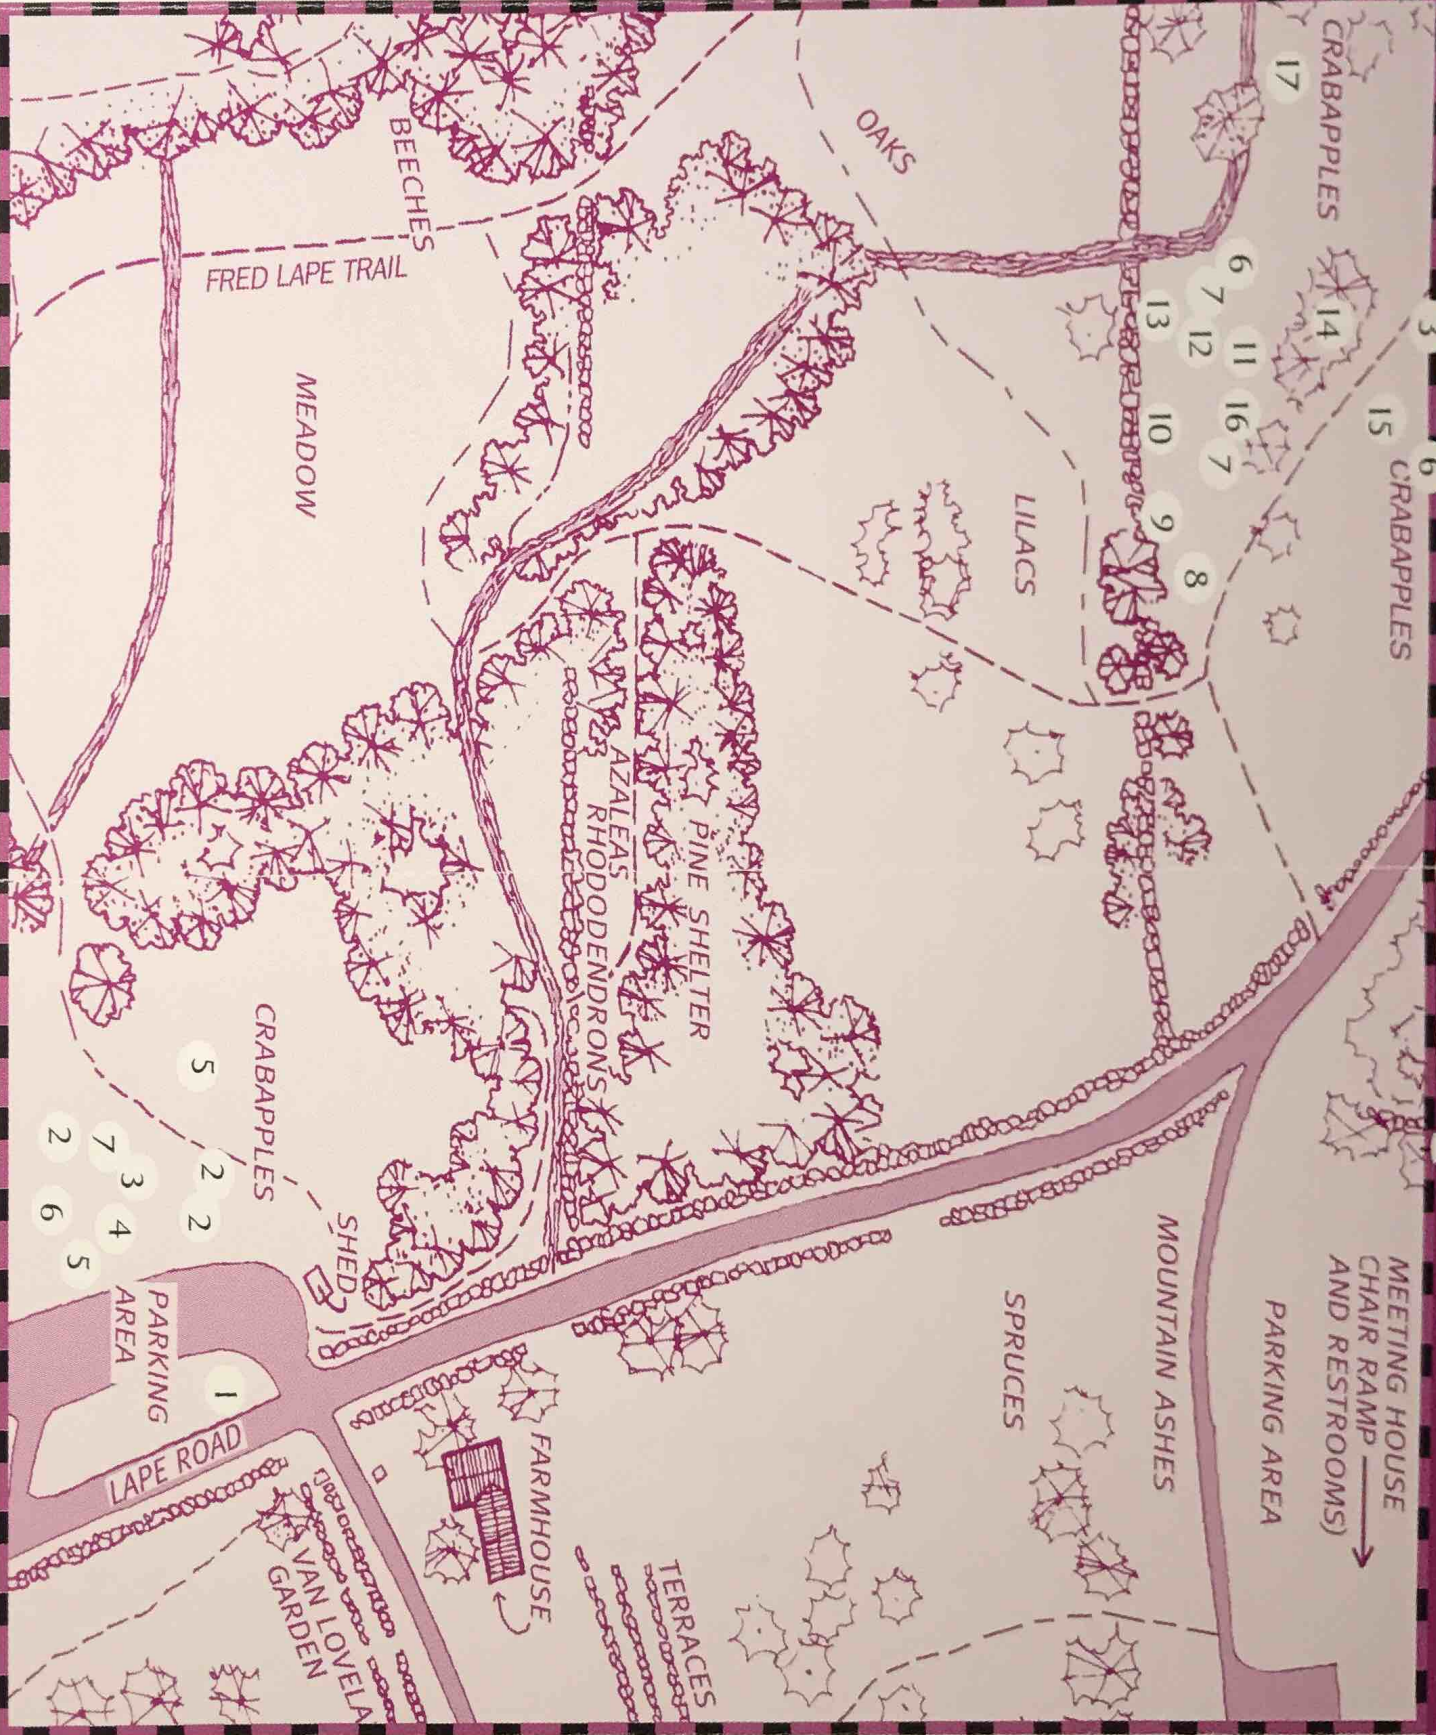 CRABAPPLES
17
OAKS
BEECHES
FRED LAPE TRAIL
6
7
13
12
11
14
3
16
15
10
7
6
9
8
CRABAPPLES
LILACS
MEADOW
AZALEAS
RHODODENDRONS
PINE SHELTER
CRABAPPLES
5
2
7
3
2
6
4
2
5
SHED
PARKING
AREA
1
LAPE ROAD
VAN LOVELA
GARDEN
FARMHOUSE
TERRACES
SPRUCES
MOUNTAIN ASHES
PARKING AREA
MEETING HOUSE
CHAIR RAMP
AND RESTROOMS)